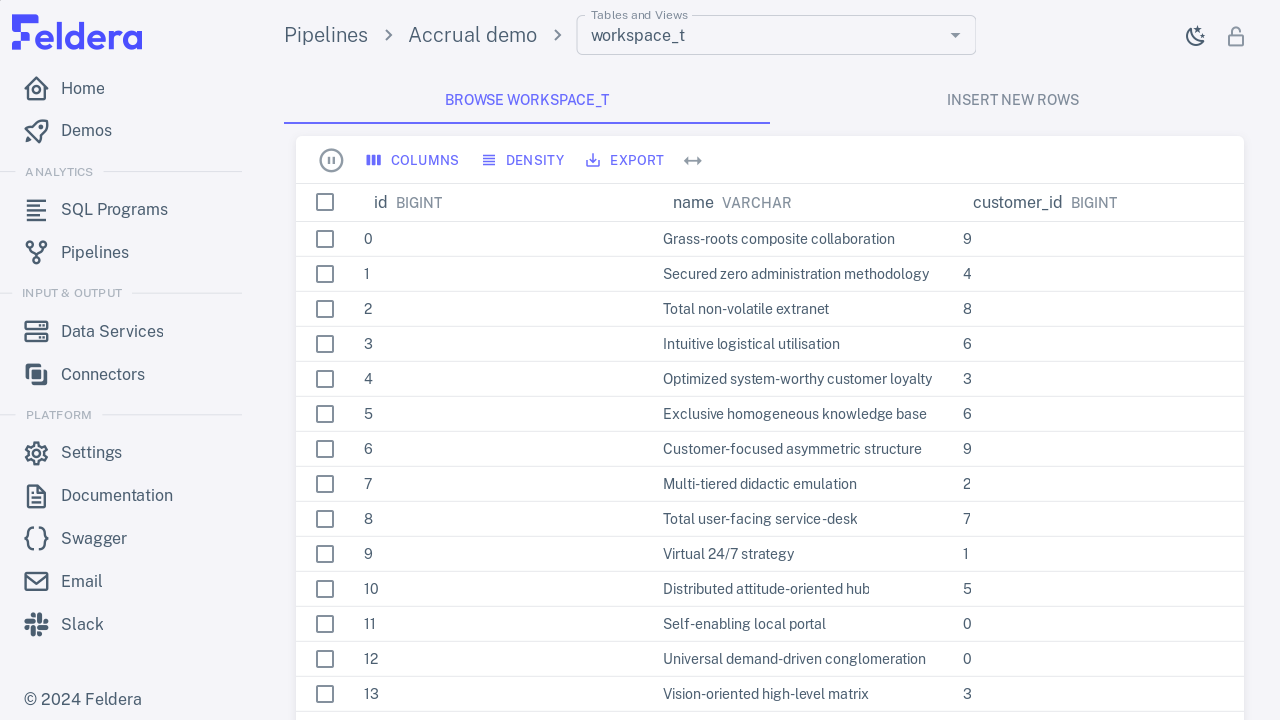 Feldera
Home
Demos
ANALYTICS
SQL Programs
Pipelines
INPUT & OUTPUT
Data Services
Connectors
PLATFORM
Settings
Documentation
Swagger
Email
Slack
© 2024 Feldera
Pipelines
Accrual demo
Tables and Views
workspace_t
BROWSE WORKSPACE_T
INSERT NEW ROWS
COLUMNS DENSITY EXPORT
id BIGINT name VARCHAR customer_id BIGINT
0 Grass-roots composite collaboration 9
1 Secured zero administration methodology 4
2 Total non-volatile extranet 8
3 Intuitive logistical utilisation 6
4 Optimized system-worthy customer loyalty 3
5 Exclusive homogeneous knowledge base 6
6 Customer-focused asymmetric structure 9
7 Multi-tiered didactic emulation 2
8 Total user-facing service-desk 7
9 Virtual 24/7 strategy 1
10 Distributed attitude-oriented hub 5
11 Self-enabling local portal 0
12 Universal demand-driven conglomeration 0
13 Vision-oriented high-level matrix 3